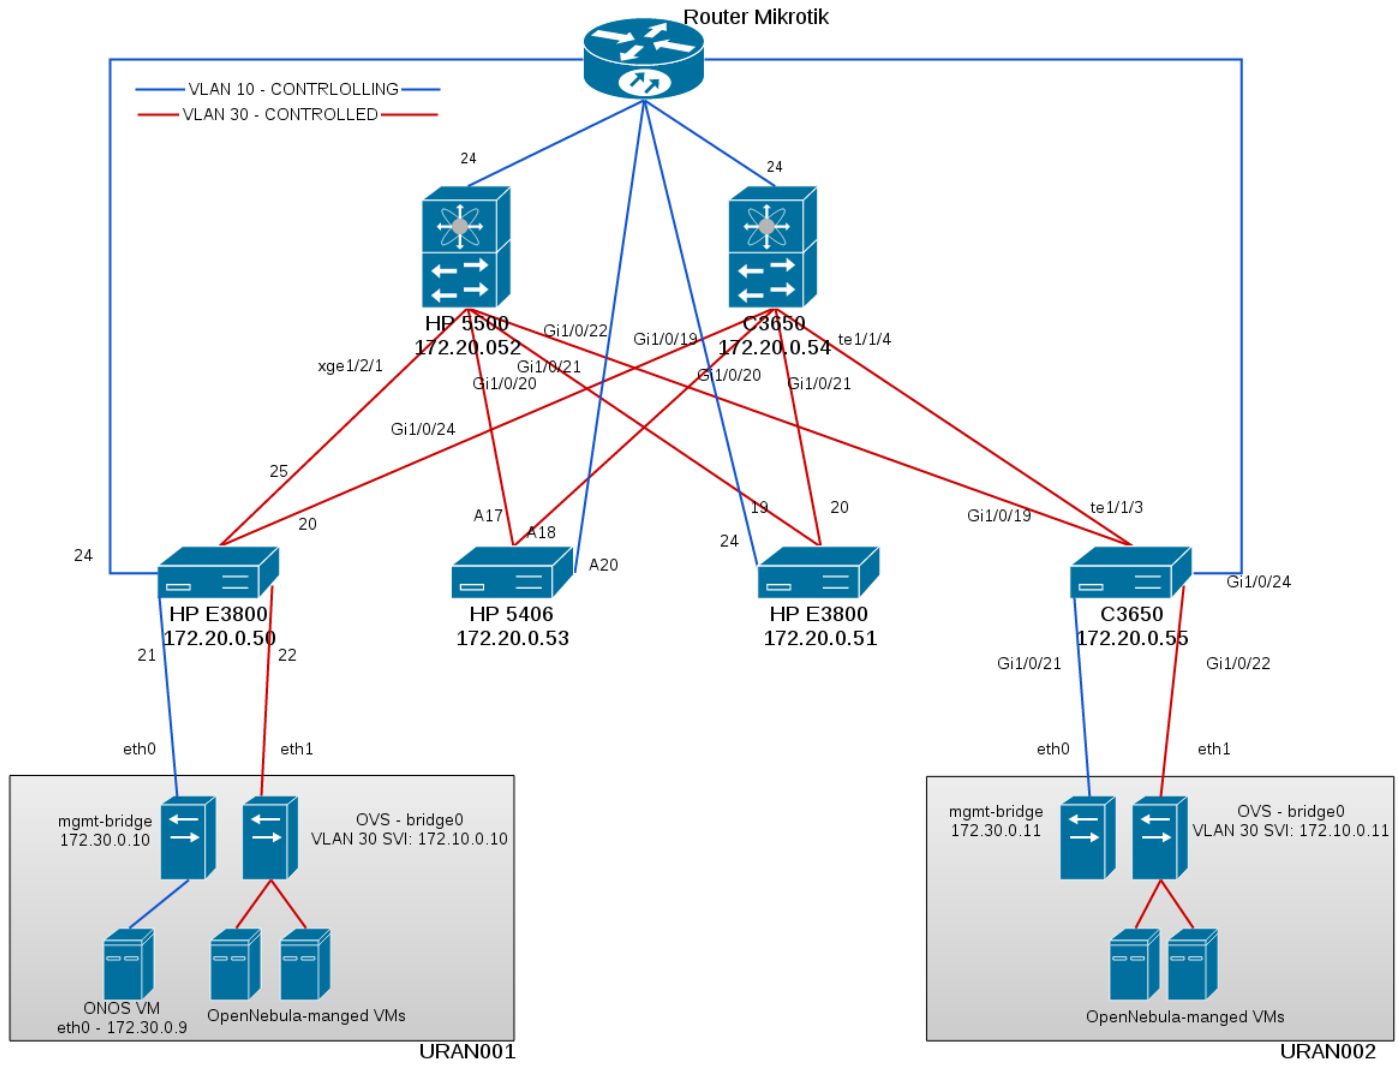 Router Mikrotik
VLAN 10 - CONTRLOLLING
VLAN 30 - CONTROLLED
24
24
HP 5500
172.20.052
C3650
172.20.0.54
Gi1/0/22
Gi1/0/19
te1/1/4
xge1/2/1
Gi1/0/21
Gi1/0/20
Gi1/0/20
Gi1/0/21
Gi1/0/24
25
20
A17
A18
19
20
Gi1/0/19
te1/1/3
24
A20
24
Gi1/0/24
HP E3800
172.20.0.50
HP 5406
172.20.0.53
HP E3800
172.20.0.51
C3650
172.20.0.55
21
22
Gi1/0/21
Gi1/0/22
eth0
eth1
eth0
eth1
mgmt-bridge
172.30.0.10
OVS - bridge0
VLAN 30 SVI: 172.10.0.10
mgmt-bridge
172.30.0.11
OVS - bridge0
VLAN 30 SVI: 172.10.0.11
ONOS VM
eth0 - 172.30.0.9
OpenNebula-manged VMs
OpenNebula-manged VMs
URAN001
URAN002